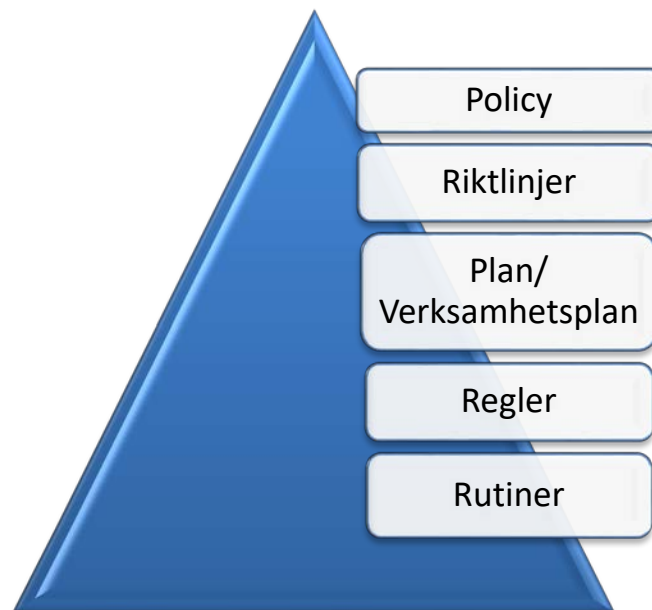 Policy
Riktlinjer
Plan/
Verksamhetsplan
Regler
Rutiner